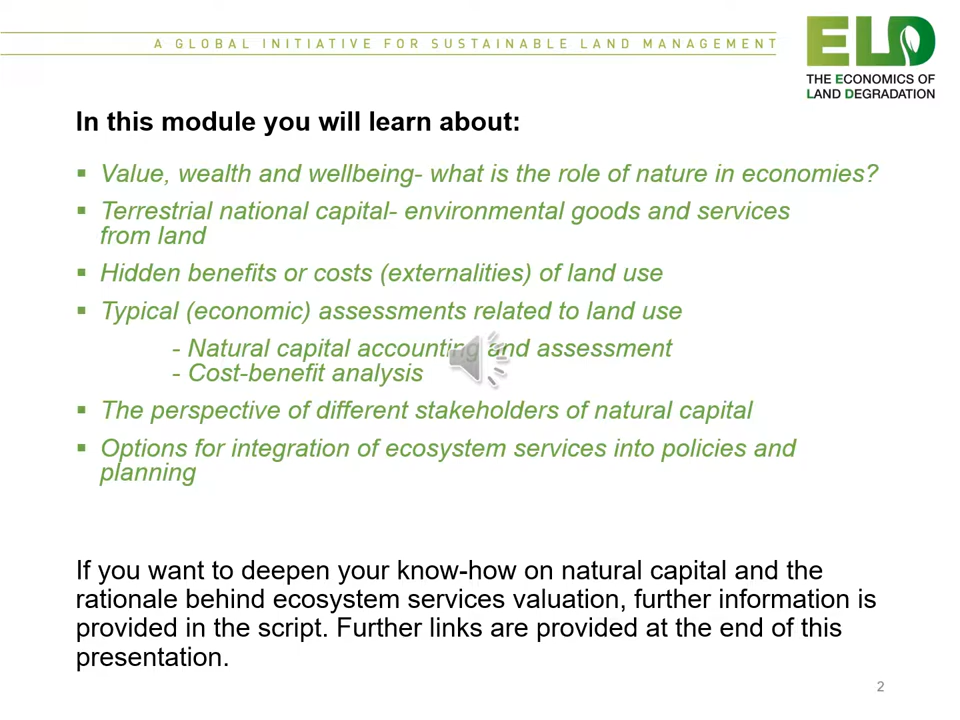 A GLOBAL INITIATIVE FOR SUSTAINABLE LAND MANAGEMENT
ELD
THE ECONOMICS OF
LAND DEGRADATION
In this module you will learn about:
▪ Value, wealth and wellbeing- what is the role of nature in economies?
▪ Terrestrial national capital- environmental goods and services
from land
▪ Hidden benefits or costs (externalities) of land use
▪ Typical (economic) assessments related to land use
- Natural capital accounting and assessment
- Cost-benefit analysis
▪ The perspective of different stakeholders of natural capital
▪ Options for integration of ecosystem services into policies and
planning
If you want to deepen your know-how on natural capital and the
rationale behind ecosystem services valuation, further information is
provided in the script. Further links are provided at the end of this
presentation.
2